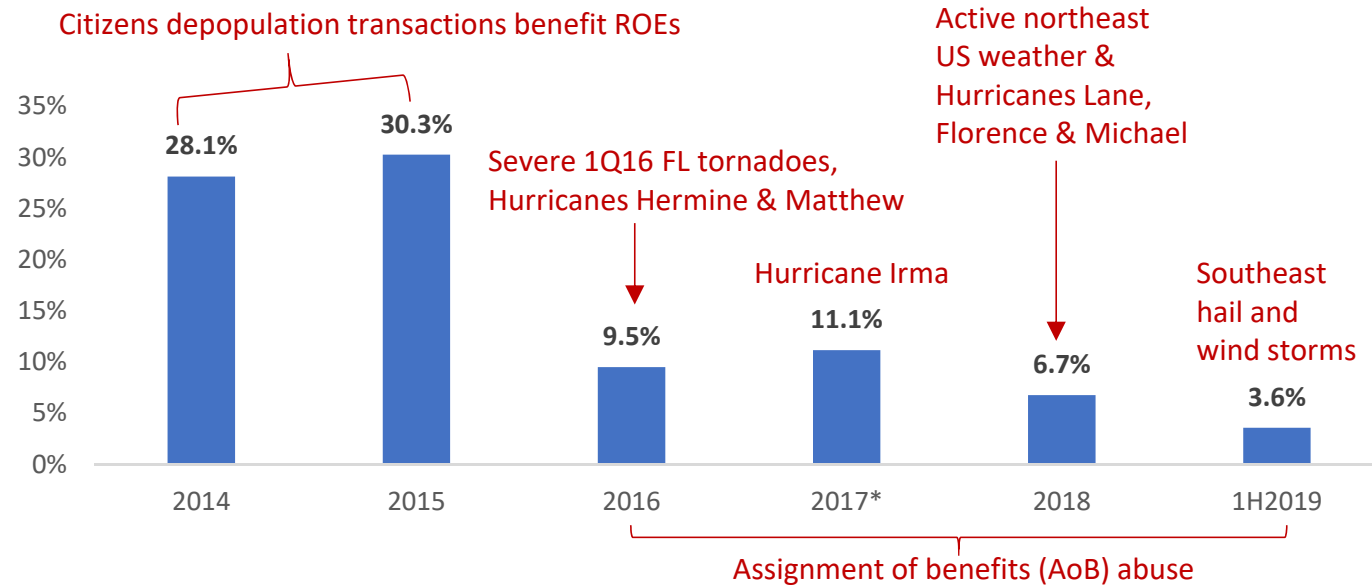 Citizens depopulation transactions benefit ROEs
Active northeast
US weather &
Hurricanes Lane,
Florence & Michael
Severe 1Q16 FL tornadoes,
Hurricanes Hermine & Matthew
Hurricane Irma
Southeast
hail and
wind storms
35%
30%
25%
20%
15%
10%
5%
0%
28.1%
30.3%
9.5%
11.1%
6.7%
3.6%
2014
2015
2016
2017*
2018
1H2019
Assignment of benefits (AoB) abuse